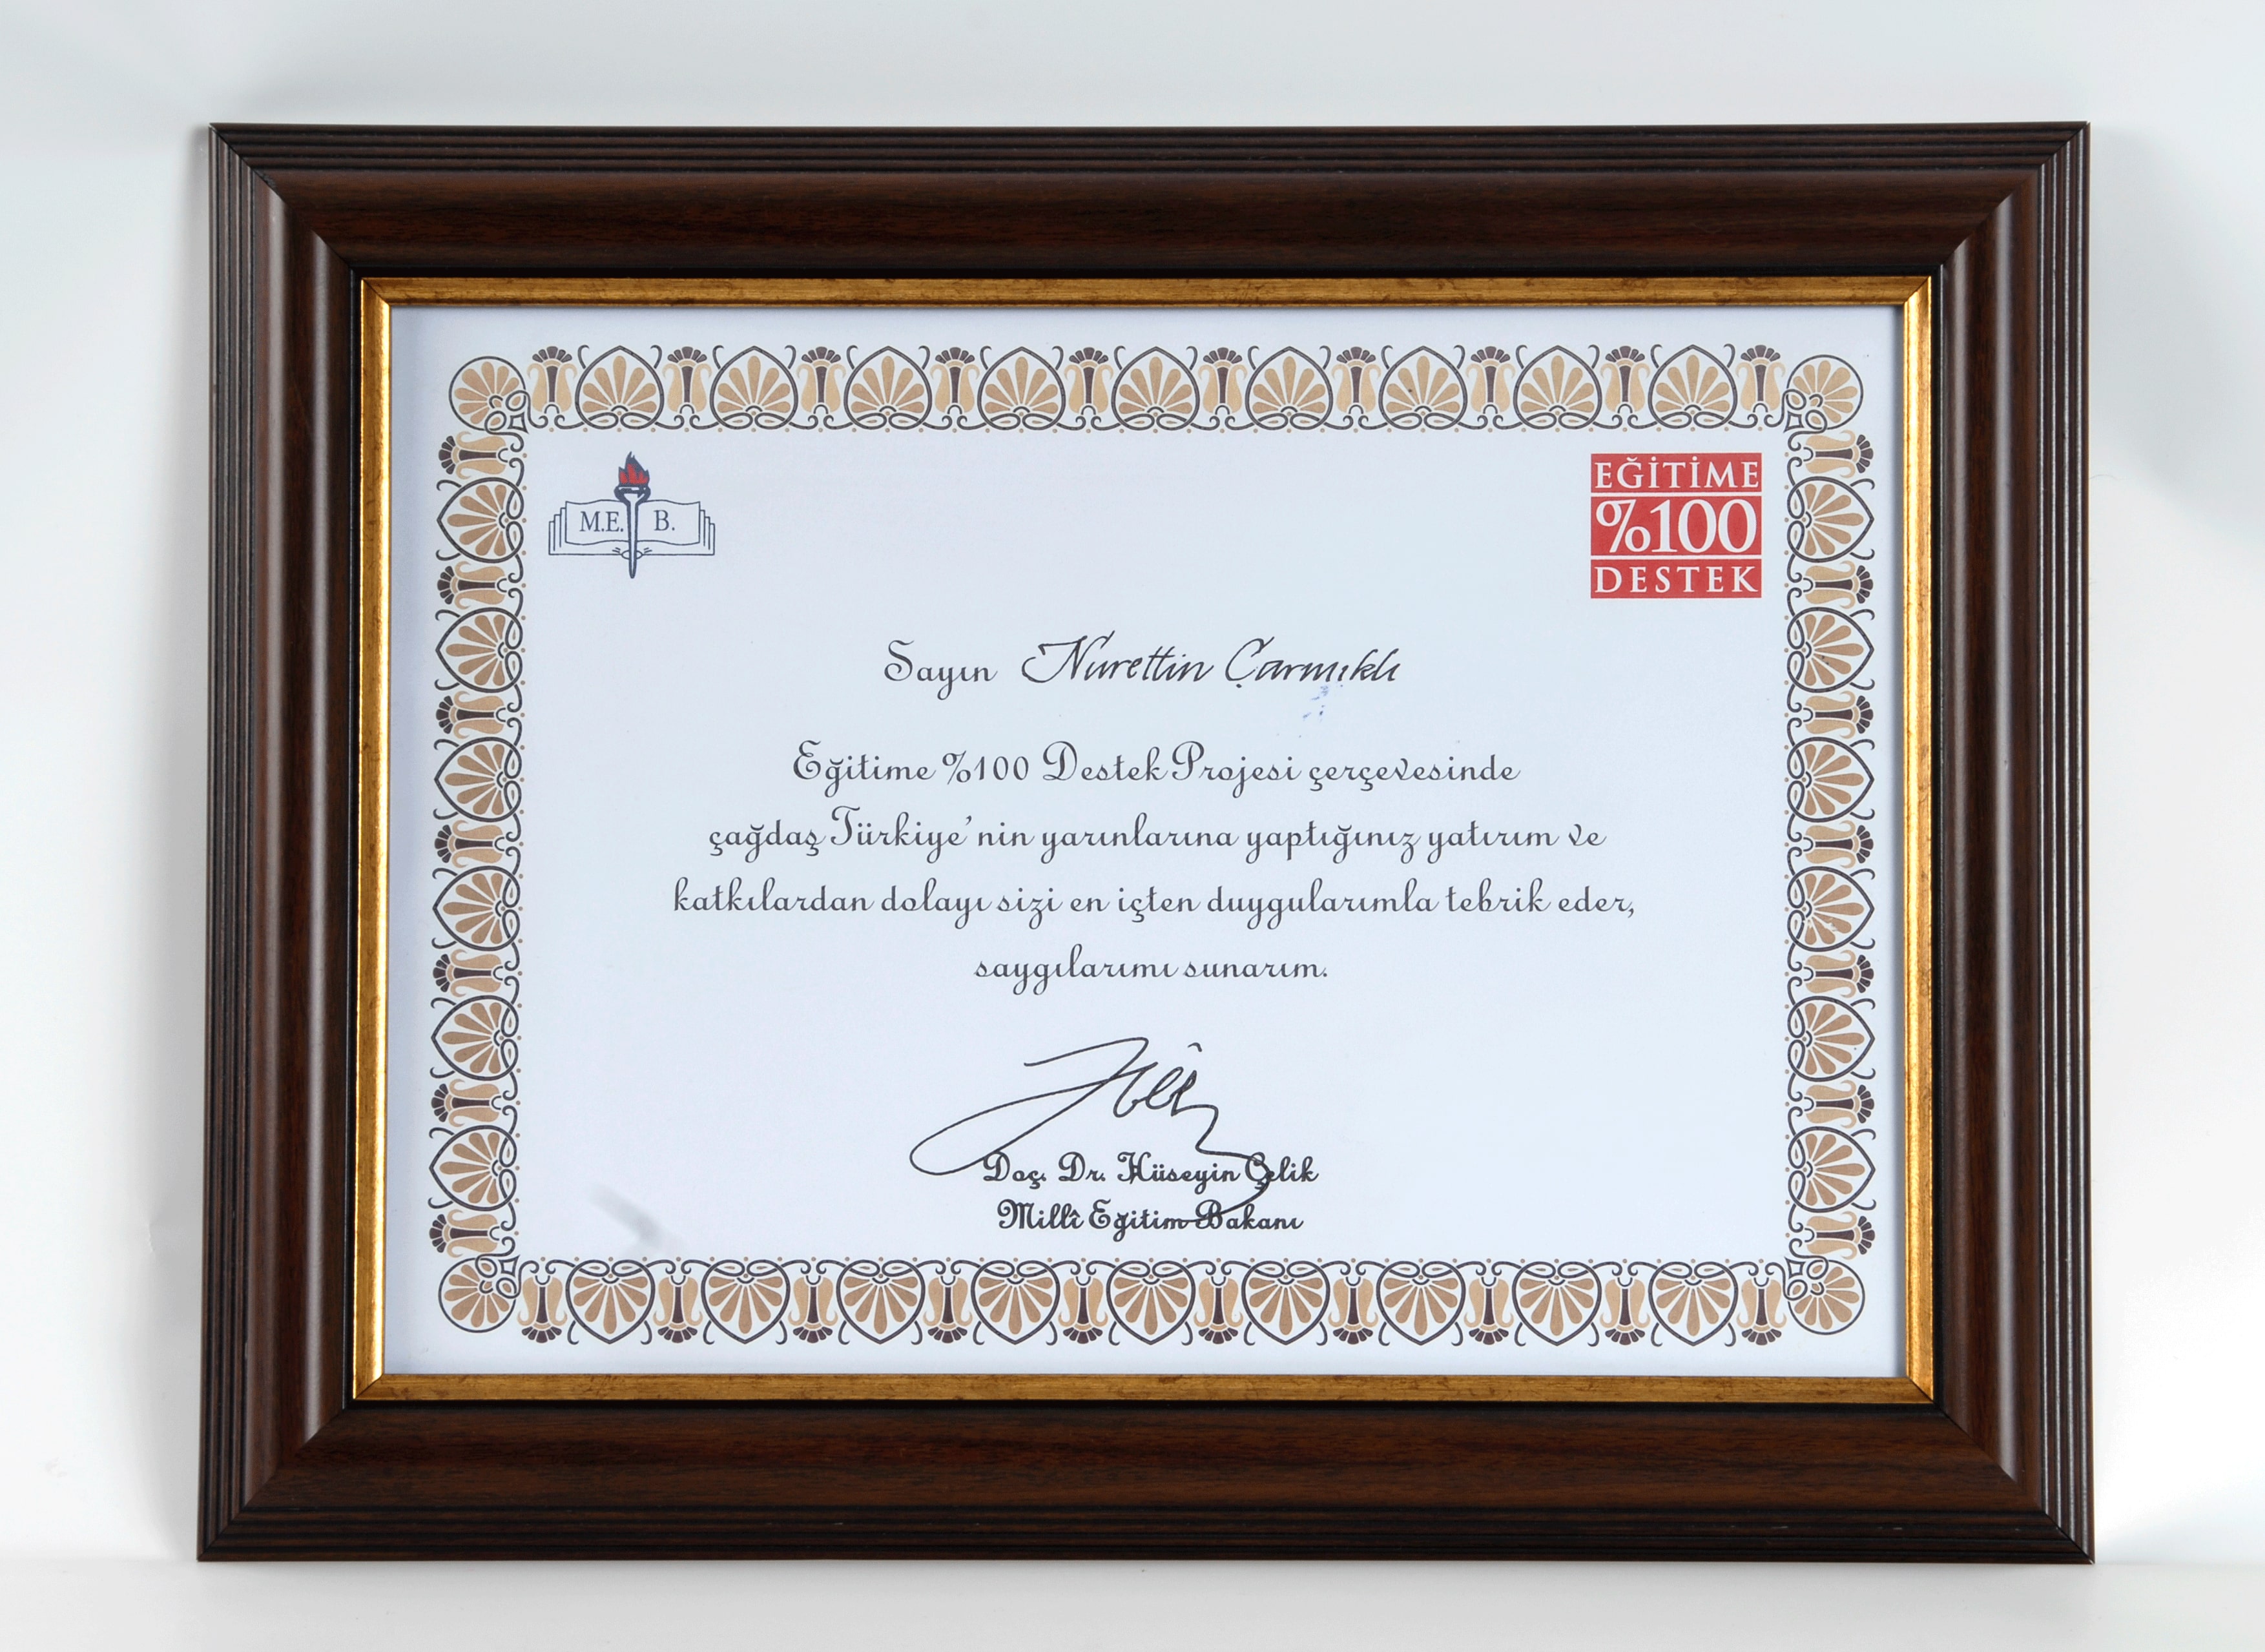 M.E. B.
EĞİTİME
%100
DESTEK
Sayın Nurettin Çarmıklı
Eğitime %100 Destek Projesi çerçevesinde
çağdaş Türkiye'nin yarınlarına yaptığınız yatırım ve
katkılardan dolayı sizi en içten duygularımla tebrik eder,
saygılarımı sunarım.
Doç. Dr. Hüseyin Çelik
Millî Eğitim Bakanı